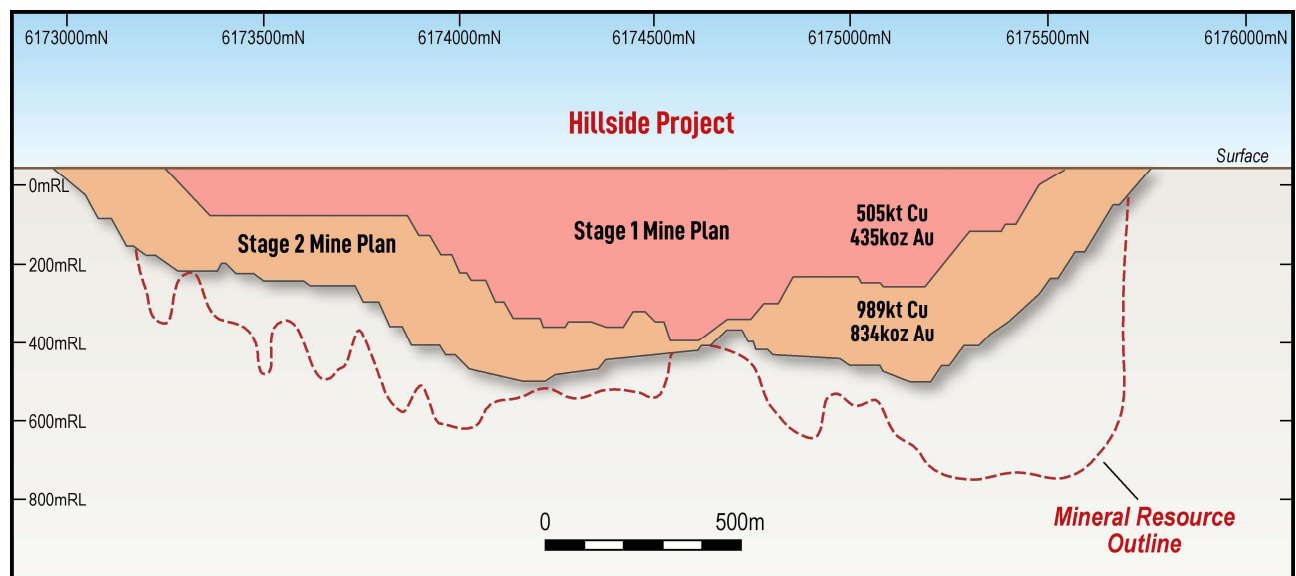 6173000mN 6173500mN 6174000mN 6174500mN 6175000mN 6175500mN 6176000mN
Hillside Project
Surface
0mRL
505kt Cu
435koz Au
Stage 1 Mine Plan
Stage 2 Mine Plan
200mRL
989kt Cu
834koz Au
400mRL
600mRL
800mRL
0 500m
Mineral Resource
Outline